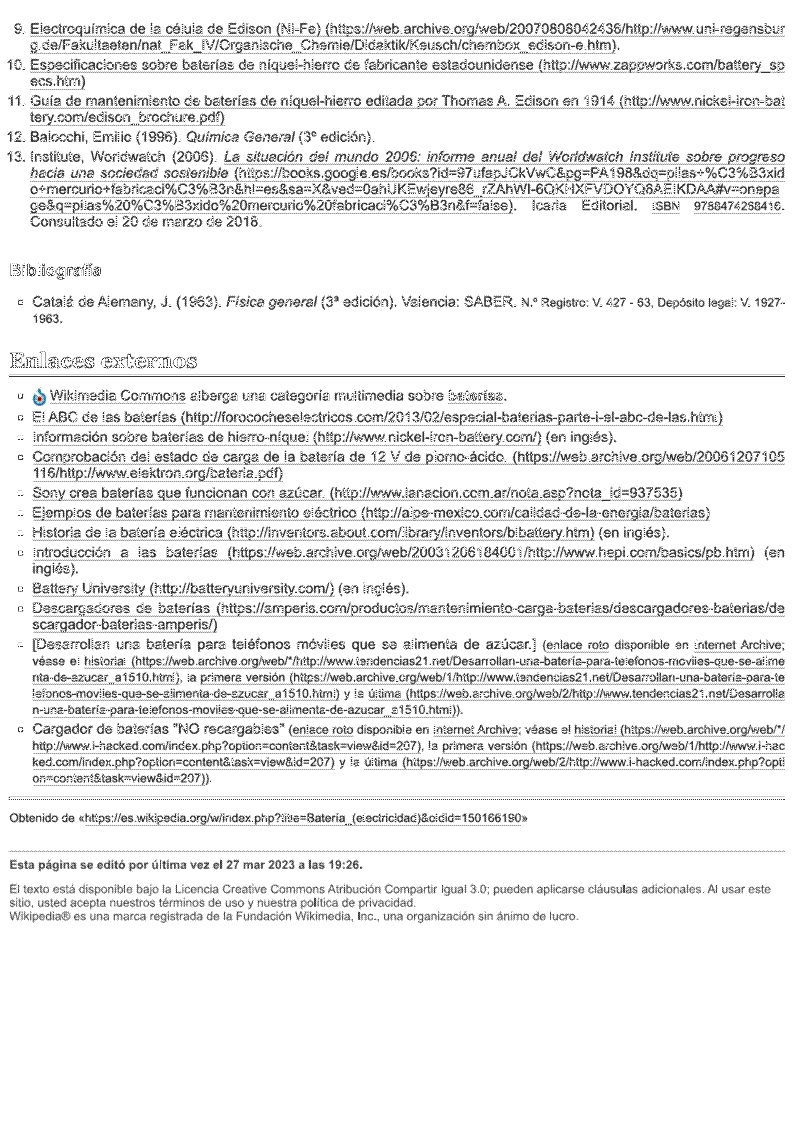 9. Electroquímica de la célula de Edison (Ni-Fe) (https://web.archive.org/web/20070808042436/http://www.uni-regensbur
g.de/Fakultaeten/nat_Fak_IV/Organische_Chemie/Didaktik/Keusch/chembox_edison-e.htm).
10. Especificaciones sobre baterías de níquel-hierro de fabricante estadounidense (http://www.zappworks.com/battery_sp
ecs.htm)
11. Guía de mantenimiento de baterías de níquel-hierro editada por Thomas A. Edison en 1914 (http://www.nickel-iron-bat
tery.com/edison_brochure.pdf)
12. Balocchi, Emilio (1996). Química General (3º edición).
13. Institute, Worldwatch (2006). La situación del mundo 2006: informe anual del Worldwatch Institute sobre progreso
hacia una sociedad sostenible (https://books.google.es/books?id=97ufapJCkVwC&pg=PA198&dq=pilas+%C3%B3xid
o+mercurio+fabricaci%C3%B3n&hl=es&sa=X&ved=0ahUKEwjeyre86_rZAhWI-6QKHXFVDOYQ6AEIKDAA#v=onepa
ge&q=pilas%20%C3%B3xido%20mercurio%20fabricaci%C3%B3n&f=false). Icaria Editorial. ISBN 9788474268416.
Consultado el 20 de marzo de 2018.
Bibliografía
Catalá de Alemany, J. (1963). Física general (3ª edición). Valencia: SABER. N.º Registro: V. 427 - 63, Depósito legal: V. 1927-
1963.
Enlaces externos
Wikimedia Commons alberga una categoría multimedia sobre baterías.
El ABC de las baterías (http://forococheselectricos.com/2013/02/especial-baterias-parte-i-el-abc-de-las.html)
Información sobre baterías de hierro-níquel (http://www.nickel-iron-battery.com/) (en inglés).
Comprobación del estado de carga de la batería de 12 V de plomo-ácido. (https://web.archive.org/web/20061207105
116/http://www.elektron.org/bateria.pdf)
Sony crea baterías que funcionan con azúcar. (http://www.lanacion.com.ar/nota.asp?nota_id=937535)
Ejemplos de baterías para mantenimiento eléctrico (http://aipe-mexico.com/calidad-de-la-energia/baterias)
Historia de la batería eléctrica (http://inventors.about.com/library/inventors/blbattery.htm) (en inglés).
Introducción a las baterías (https://web.archive.org/web/20031206184001/http://www.hepi.com/basics/pb.htm) (en
inglés).
Battery University (http://batteryuniversity.com/) (en inglés).
Descargadores de baterías (https://amperis.com/productos/mantenimiento-carga-baterias/descargadores-baterias/de
scargador-baterias-amperis/)
[Desarrollan una batería para teléfonos móviles que se alimenta de azúcar.] (enlace roto disponible en Internet Archive;
véase el historial (https://web.archive.org/web/*/http://www.tendencias21.net/Desarrollan-una-bateria-para-telefonos-moviles-que-se-alime
nta-de-azucar_a1510.html), la primera versión (https://web.archive.org/web/1/http://www.tendencias21.net/Desarrollan-una-bateria-para-te
lefonos-moviles-que-se-alimenta-de-azucar_a1510.html) y la última (https://web.archive.org/web/2/http://www.tendencias21.net/Desarrolla
n-una-bateria-para-telefonos-moviles-que-se-alimenta-de-azucar_a1510.html)).
Cargador de baterías "NO recargables" (enlace roto disponible en Internet Archive; véase el historial (https://web.archive.org/web/*/
http://www.i-hacked.com/index.php?option=content&task=view&id=207), la primera versión (https://web.archive.org/web/1/http://www.i-hac
ked.com/index.php?option=content&task=view&id=207) y la última (https://web.archive.org/web/2/http://www.i-hacked.com/index.php?opti
on=content&task=view&id=207)).
Obtenido de «https://es.wikipedia.org/w/index.php?title=Batería_(electricidad)&oldid=150166190»
Esta página se editó por última vez el 27 mar 2023 a las 19:26.
El texto está disponible bajo la Licencia Creative Commons Atribución Compartir Igual 3.0; pueden aplicarse cláusulas adicionales. Al usar este
sitio, usted acepta nuestros términos de uso y nuestra política de privacidad.
Wikipedia® es una marca registrada de la Fundación Wikimedia, Inc., una organización sin ánimo de lucro.